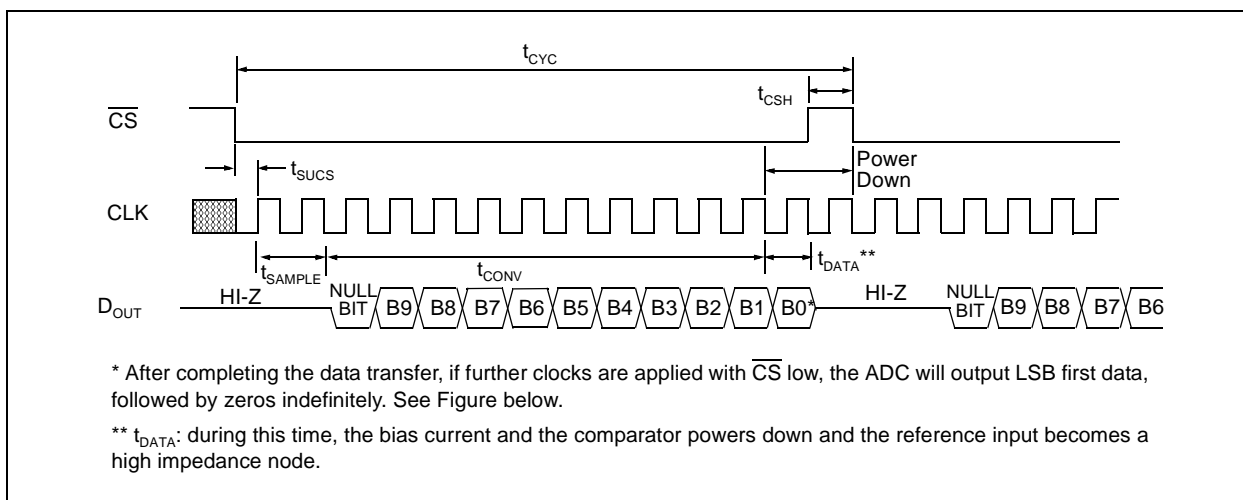 tCYC
tCSH
CS
Power
Down
tSUCS
CLK
tSAMPLE
tCONV
tDATA**
DOUT
HI-Z
NULL
BIT
B9 B8 B7 B6 B5 B4 B3 B2 B1 B0*
HI-Z
NULL
BIT
B9 B8 B7 B6
* After completing the data transfer, if further clocks are applied with CS low, the ADC will output LSB first data,
followed by zeros indefinitely. See Figure below.
** tDATA: during this time, the bias current and the comparator powers down and the reference input becomes a
high impedance node.